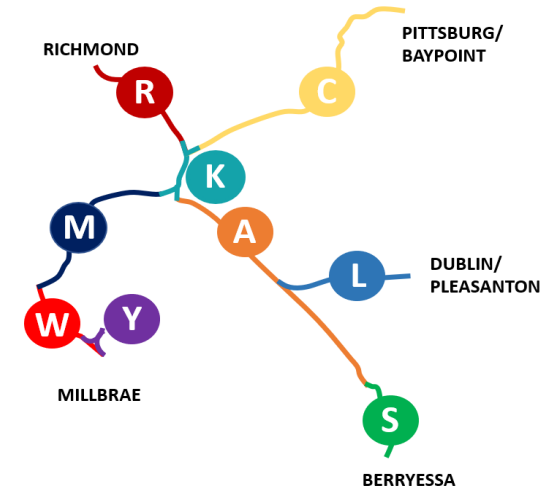 RICHMOND
PITTSBURG/
BAYPOINT
R
C
K
M
A
L
DUBLIN/
PLEASANTON
W
Y
MILLBRAE
S
BERRYESSA